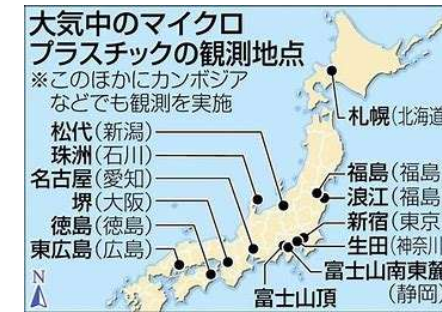 大気中のマイクロ
プラスチックの観測地点
※このほかにカンボジア
などでも観測を実施
札幌(北海道
松代(新潟)
珠洲(石川)
名古屋(愛知)
堺(大阪)
徳島(徳島)
東広島(広島)
福島(福島
浪江(福島
新宿(東京
生田(神奈川
富士山南東麓
(静岡)
富士山頂
N